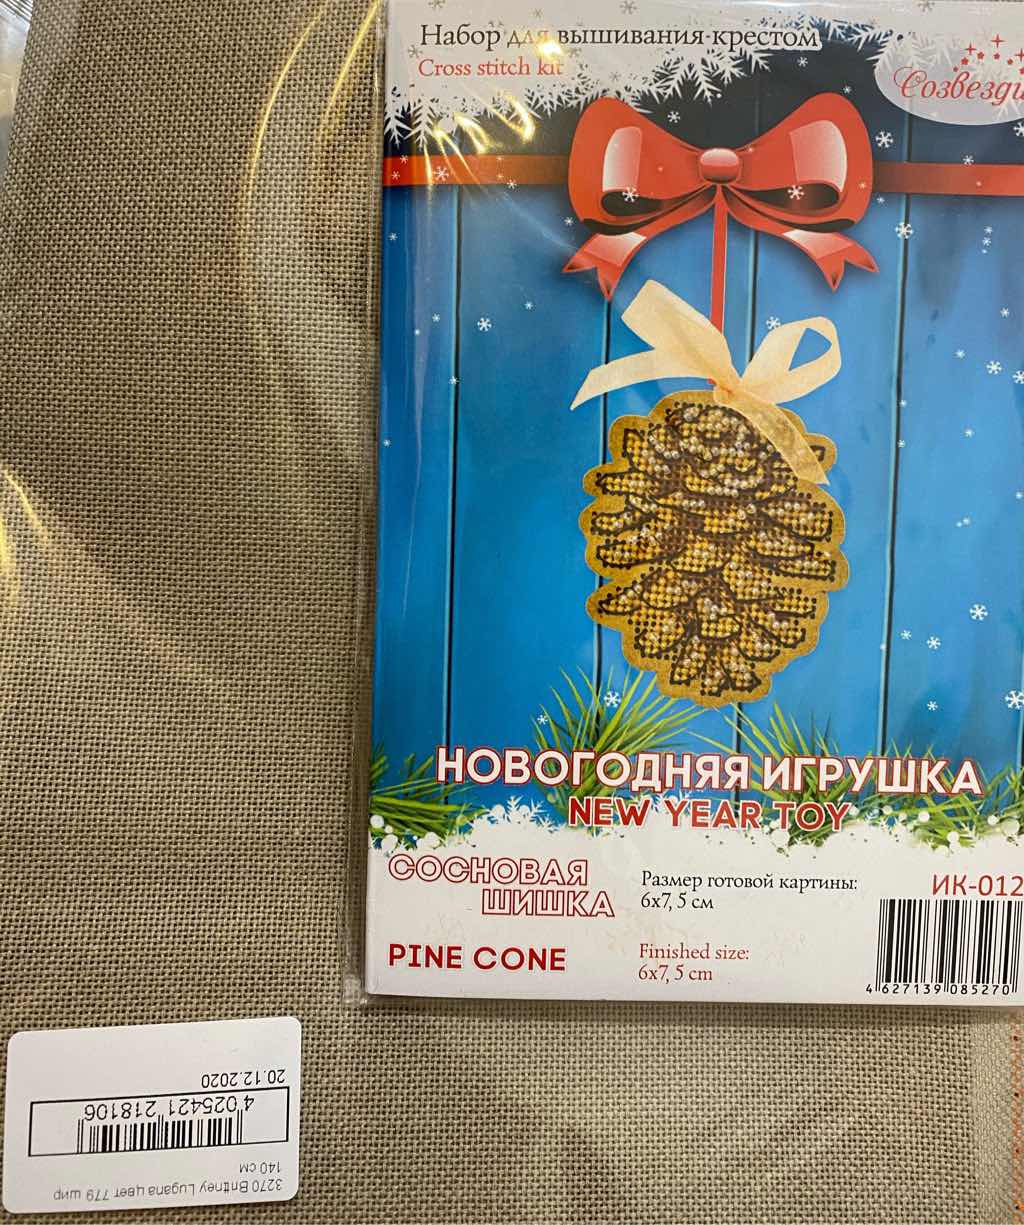 Набор для вышивания крестом
Cross stitch kit
НОВОГОДНЯЯ ИГРУШКА
NEW YEAR TOY
СОСНОВАЯ
ШИШКА
Размер готовой картины:
6х7, 5 см
ИК-012
PINE CONE
Finished size:
6x7, 5 cm
4 627139 085270
3270 Brittney Lugana цвет 779 шир
140 см
4 025421 218106
20.12.2020